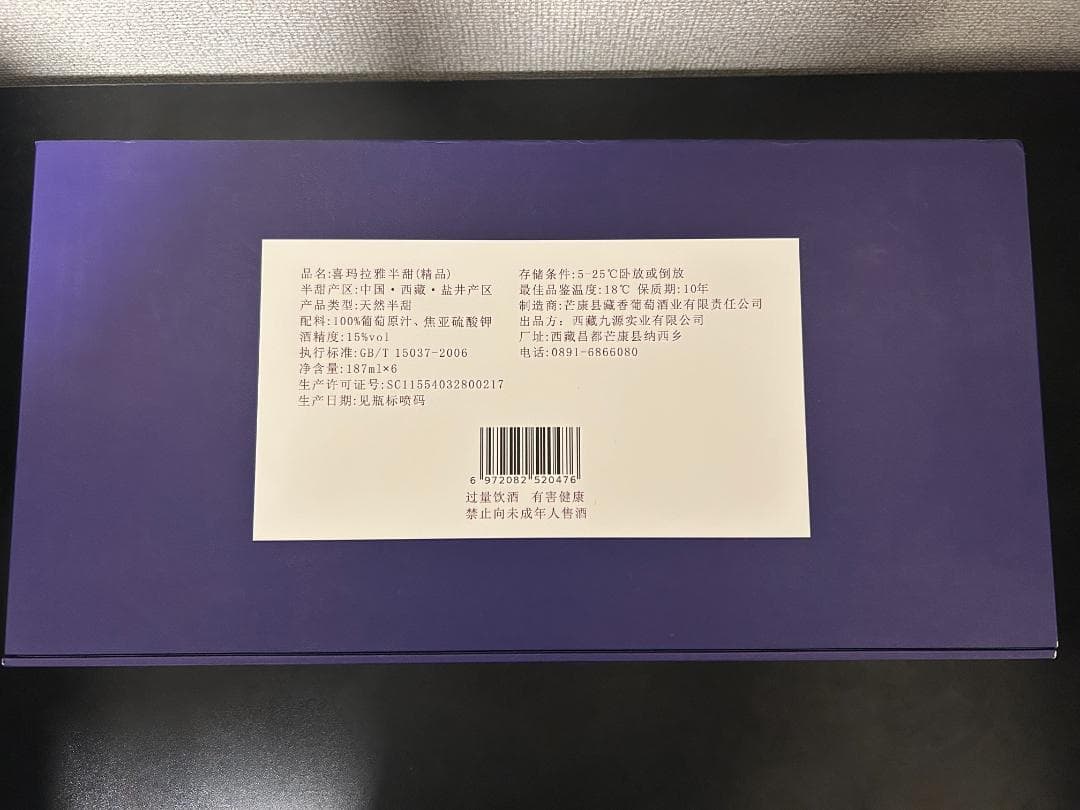 品名:喜玛拉雅半甜(精品)
半甜产区:中国·西藏·盐井产区
产品类型:天然半甜
配料:100%葡萄原汁、焦亚硫酸钾
酒精度:15%vol
执行标准:GB/T 15037-2006
净含量:187ml×6
生产许可证号:SC11554032800217
生产日期:见瓶标喷码
存储条件:5-25℃卧放或倒放
最佳品鉴温度:18℃ 保质期:10年
制造商:芒康县藏香葡萄酒业有限责任公司
出品方：西藏九源实业有限公司
厂址:西藏昌都芒康县纳西乡
电话:0891-6866080
6 972082 520476
过量饮酒 有害健康
禁止向未成年人售酒